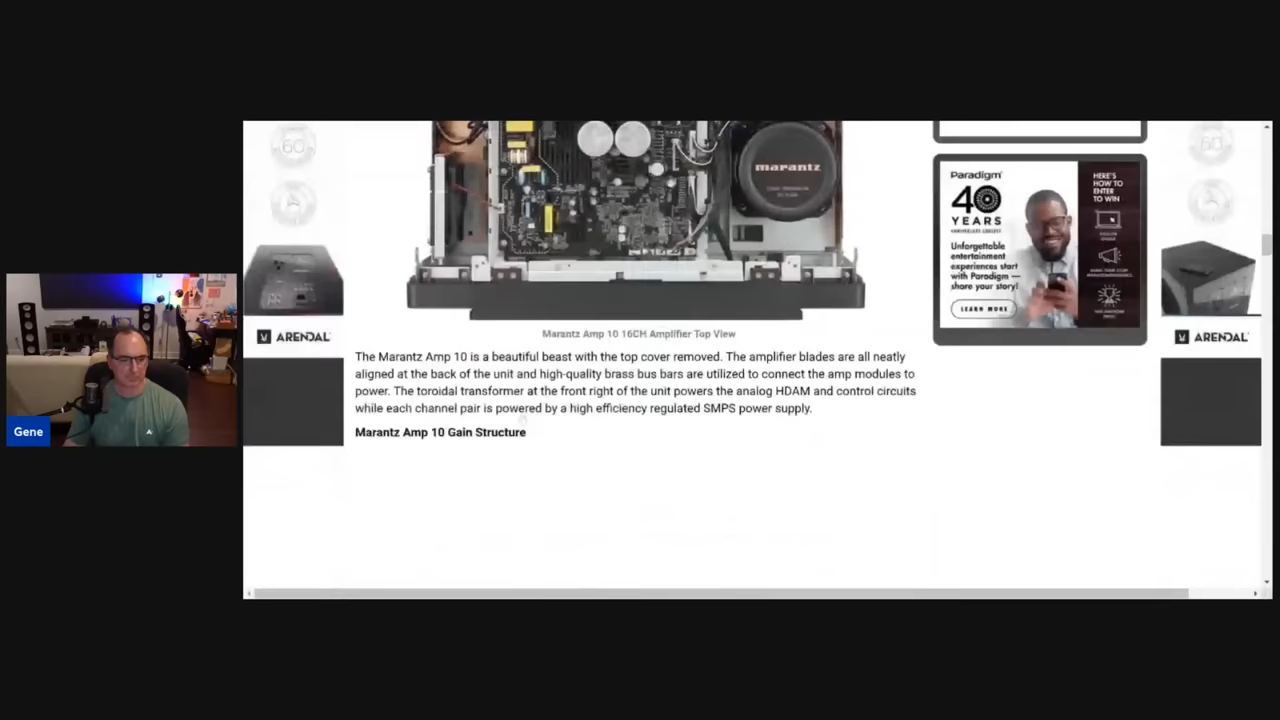 60
60
marantz
Paradigm
40
YEARS
Unforgettable
entertainment
experiences start
with Paradigm —
share your story!
LEARN MORE
HERE'S
HOW TO
ENTER
TO WIN
ARENDAL
Marantz Amp 10 16CH Amplifier Top View
ARENDAL
The Marantz Amp 10 is a beautiful beast with the top cover removed. The amplifier blades are all neatly
aligned at the back of the unit and high-quality brass bus bars are utilized to connect the amp modules to
power. The toroidal transformer at the front right of the unit powers the analog HDAM and control circuits
while each channel pair is powered by a high efficiency regulated SMPS power supply.
Marantz Amp 10 Gain Structure
Gene